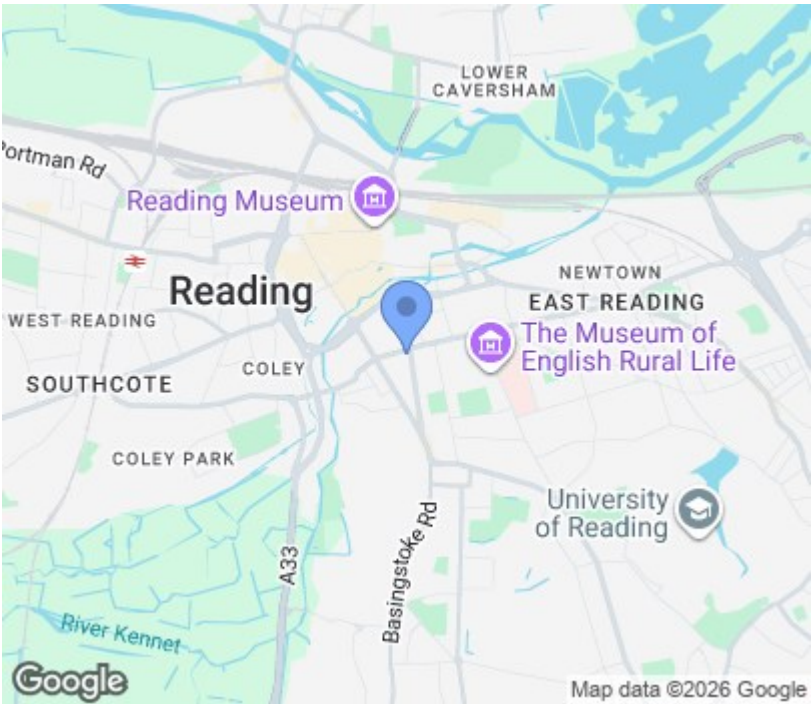 LOWER
CAVERSHAM
Portman Rd
Reading Museum
NEWTOWN
Reading
EAST READING
WEST READING
The Museum of
English Rural Life
COLEY
SOUTHCOTE
COLEY PARK
University
of Reading
Basingstoke Rd
A33
River Kennet
Google
Map data ©2026 Google